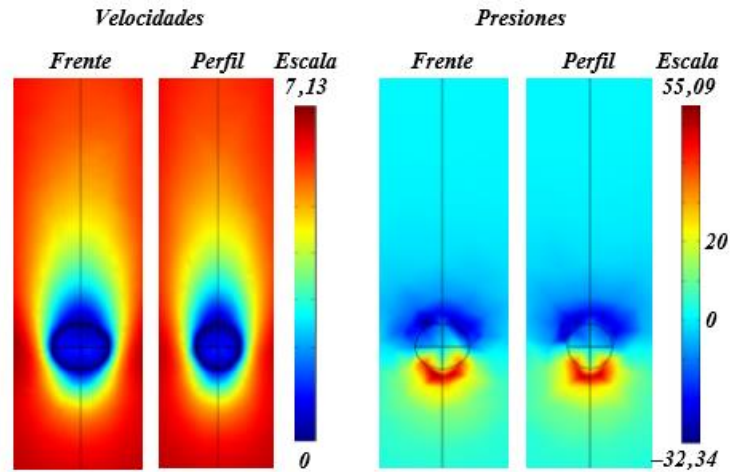 Velocidades Presiones
Frente Perfil Escala Frente Perfil Escala
7,13 55,09
20
0
0 −32,34